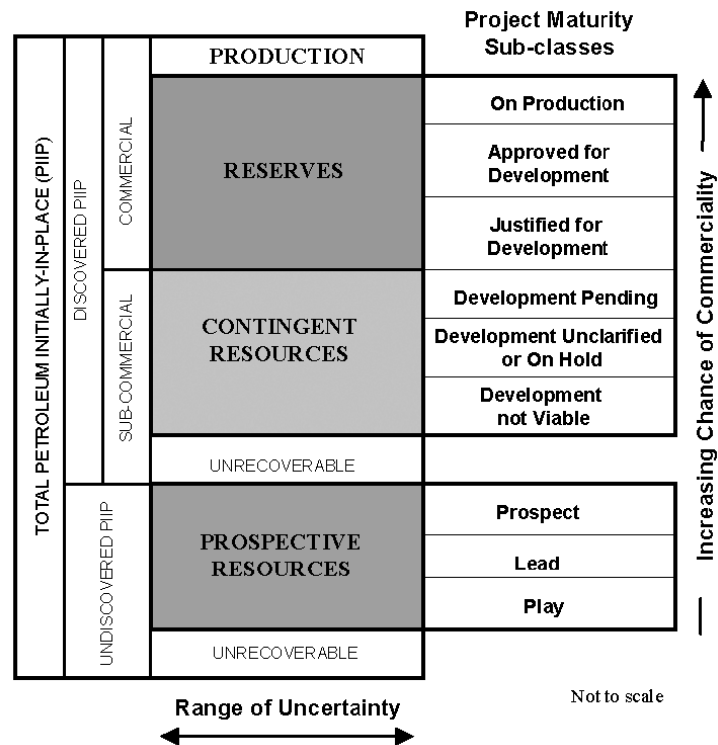 Project Maturity
Sub-classes
PRODUCTION
TOTAL PETROLEUM INITIALLY-IN-PLACE (PIIP)
DISCOVERED PIIP
COMMERCIAL
RESERVES
On Production
Approved for
Development
Justified for
Development
SUB-COMMERCIAL
CONTINGENT
RESOURCES
Development Pending
Development Unclarified
or On Hold
Development
not Viable
UNRECOVERABLE
UNDISCOVERED PIIP
PROSPECTIVE
RESOURCES
Prospect
Lead
Play
UNRECOVERABLE
Increasing Chance of Commerciality
Range of Uncertainty
Not to scale